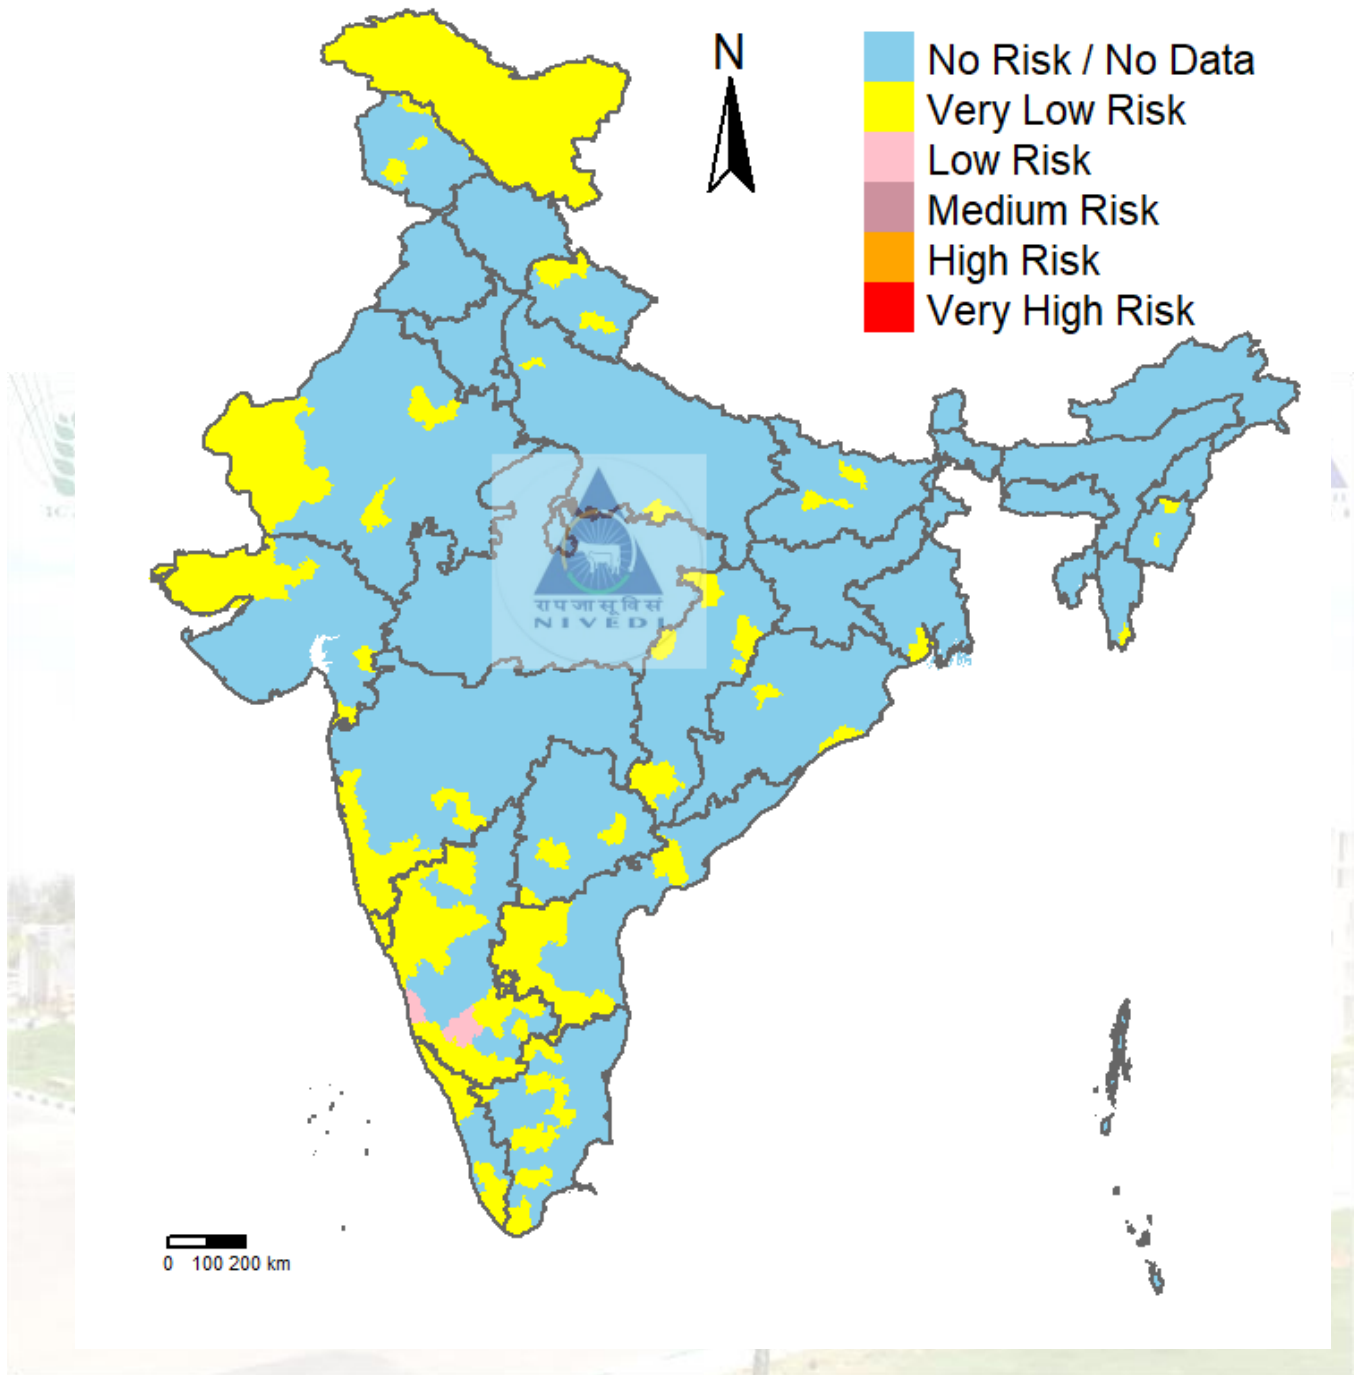 N
No Risk / No Data
Very Low Risk
Low Risk
Medium Risk
High Risk
Very High Risk
राप जा सू वि सं
NIVEDI
0 100 200 km